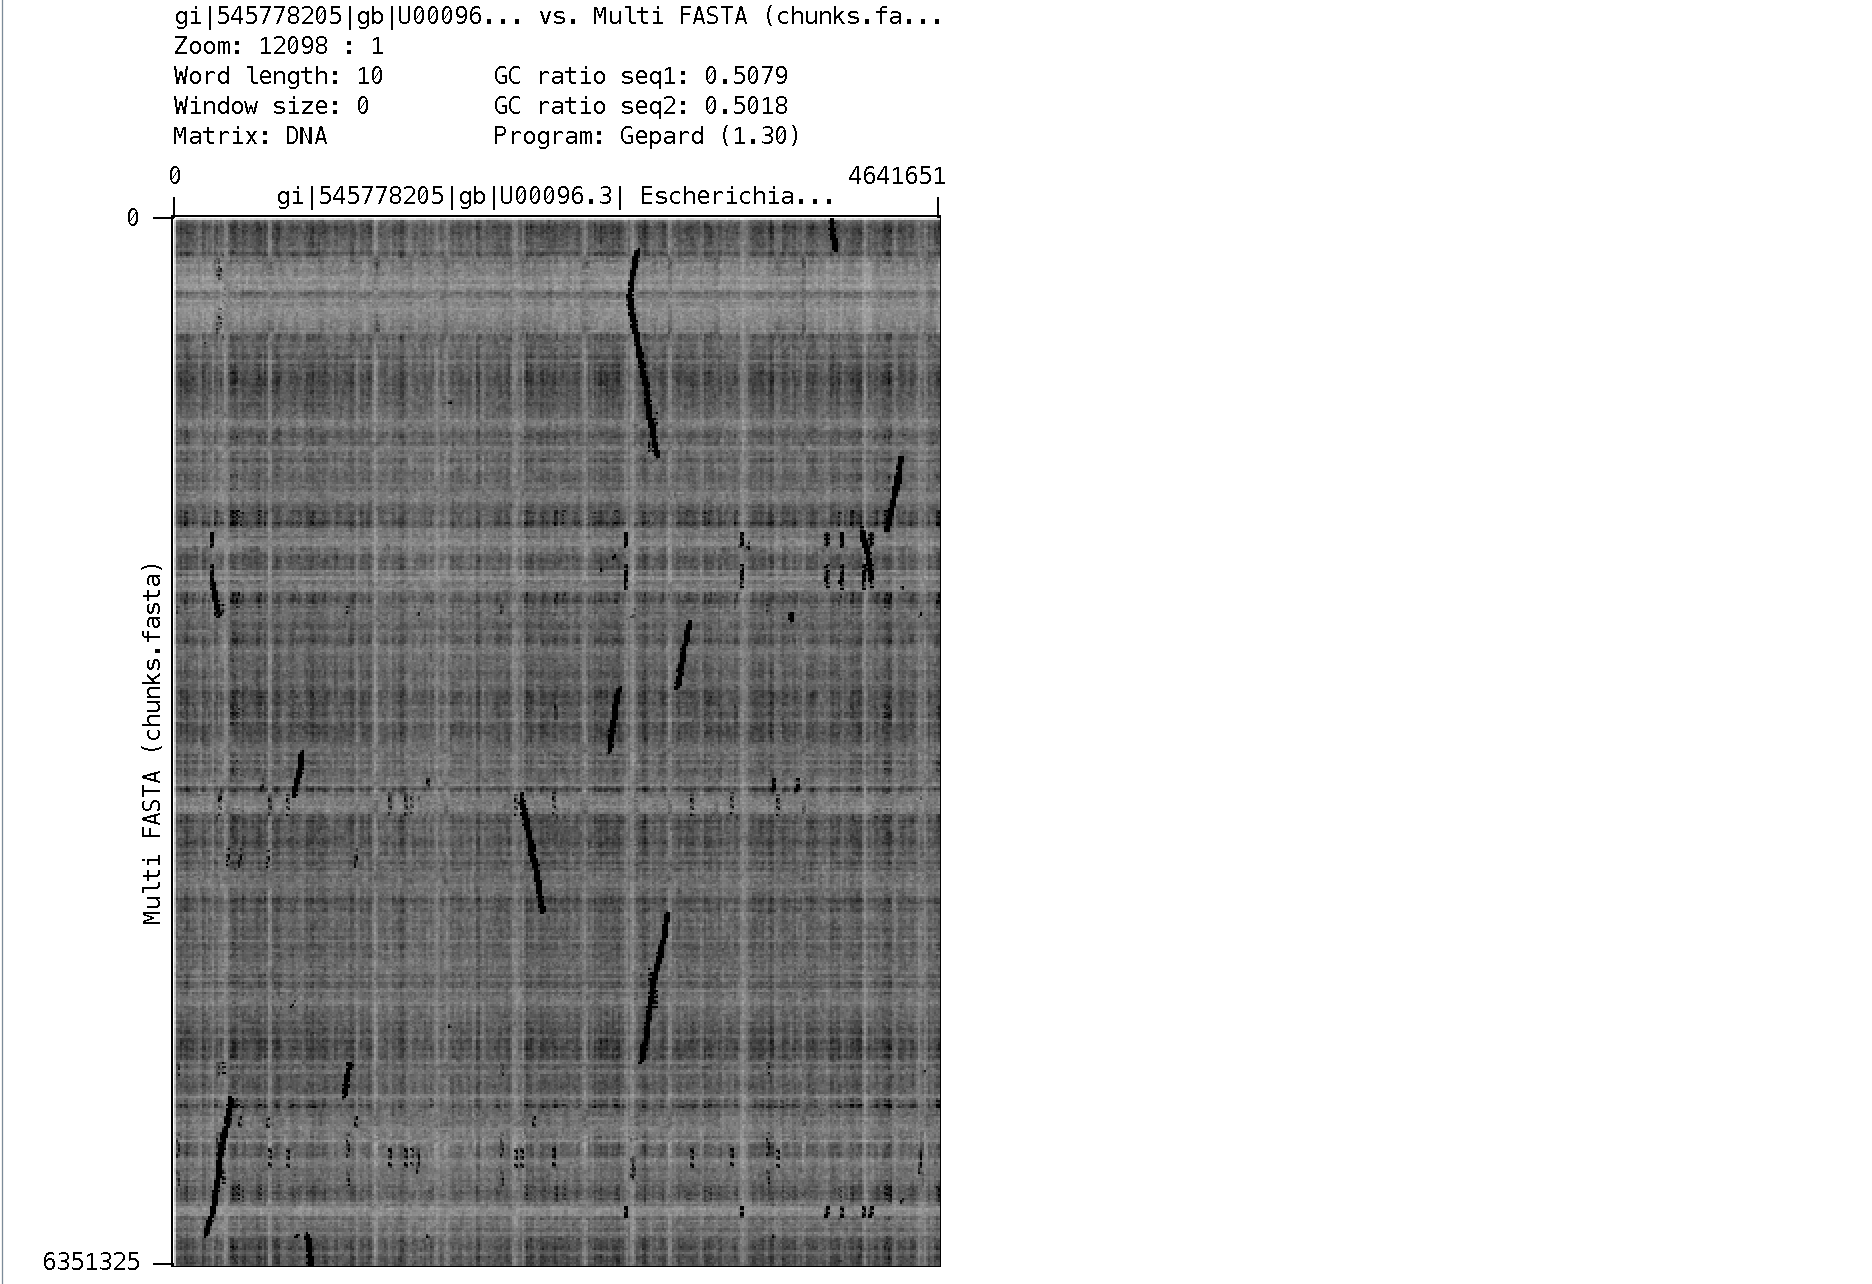 gi|545778205|gb|U00096... vs. Multi FASTA (chunks.fa...
Zoom: 12098 : 1
Word length: 10 GC ratio seq1: 0.5079
Window size: 0 GC ratio seq2: 0.5018
Matrix: DNA Program: Gepard (1.30)
0 4641651
gi|545778205|gb|U00096.3| Escherichia...
0
Multi FASTA (chunks.fasta)
6351325